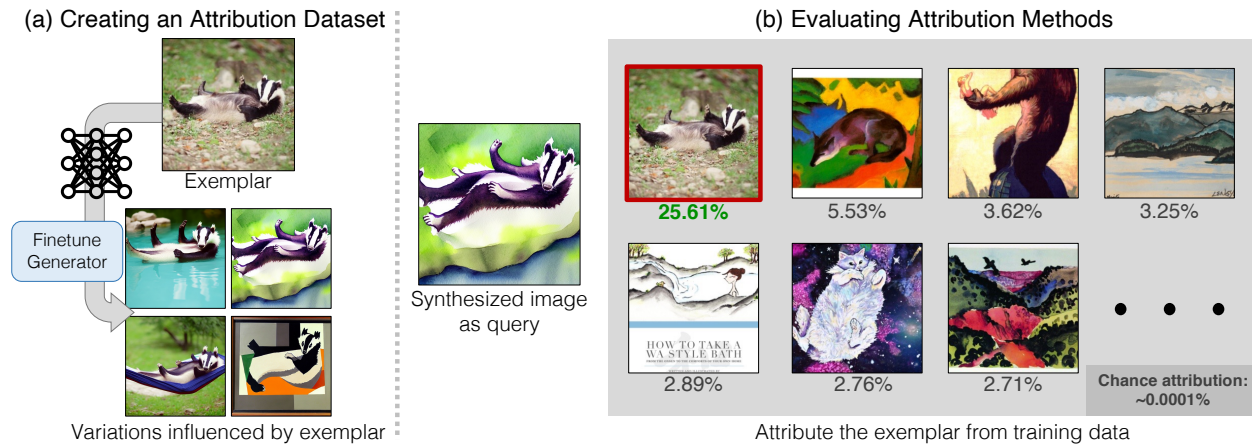 (a) Creating an Attribution Dataset
Exemplar
Finetune
Generator
Variations influenced by exemplar
Synthesized image
as query
(b) Evaluating Attribution Methods
25.61%
5.53%
3.62%
3.25%
HOW TO TAKE A
WA STYLE BATH
2.89%
2.76%
2.71%
Chance attribution:
~0.0001%
Attribute the exemplar from training data